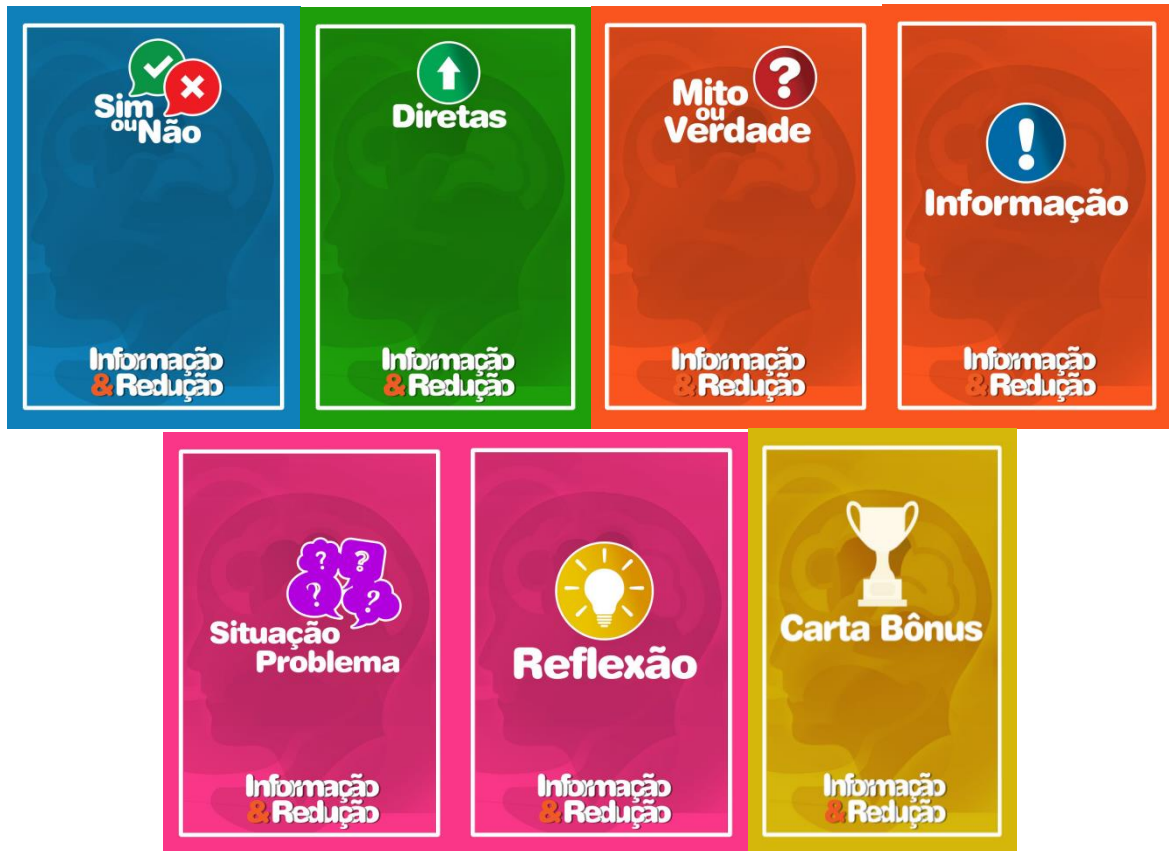 Sim
ou Não
Informação
& Redução
Diretas
Informação
& Redução
?
Mito
ou
Verdade
Informação
& Redução
!
Informação
Informação
& Redução
? ?
? ?
Situação
Problema
Informação
& Redução
Reflexão
Informação
& Redução
Carta Bônus
Informação
& Redução